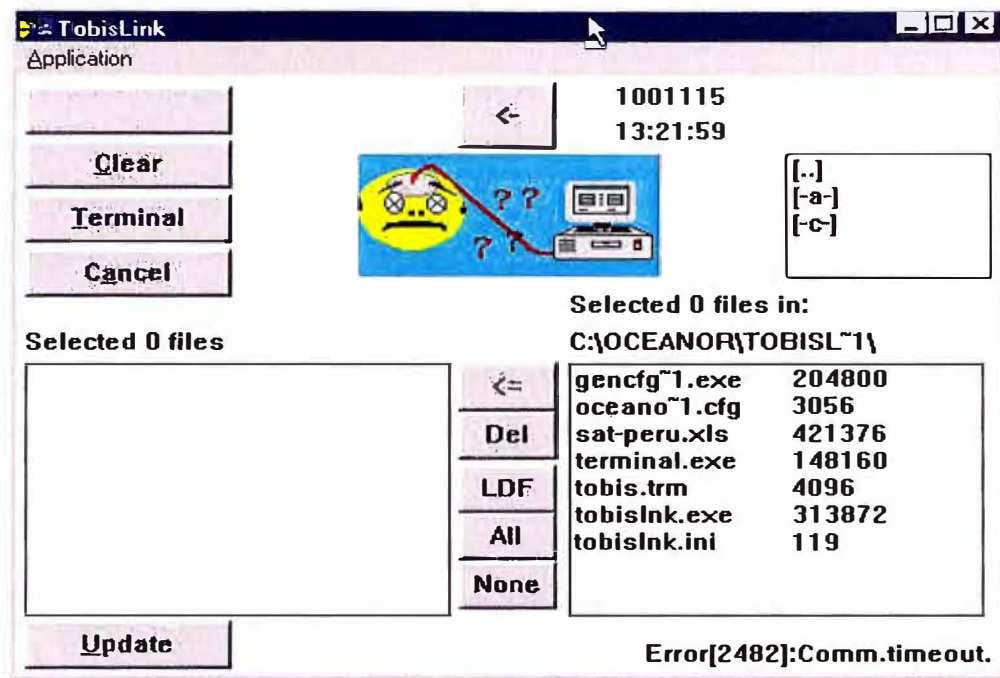 TobisLink
Application
<-
1001115
13:21:59
Clear
Terminal
Cancel
? ?
? ?
[..]
[-a-]
[-c-]
Selected 0 files in:
Selected 0 files
C:\OCEANOR\TOBISL~1\
gencfg~1.exe 204800
oceano~1.cfg 3056
sat-peru.xls 421376
terminal.exe 148160
tobis.trm 4096
tobislnk.exe 313872
tobislnk.ini 119
<=
Del
LDF
All
None
Update
Error[2482]:Comm.timeout.